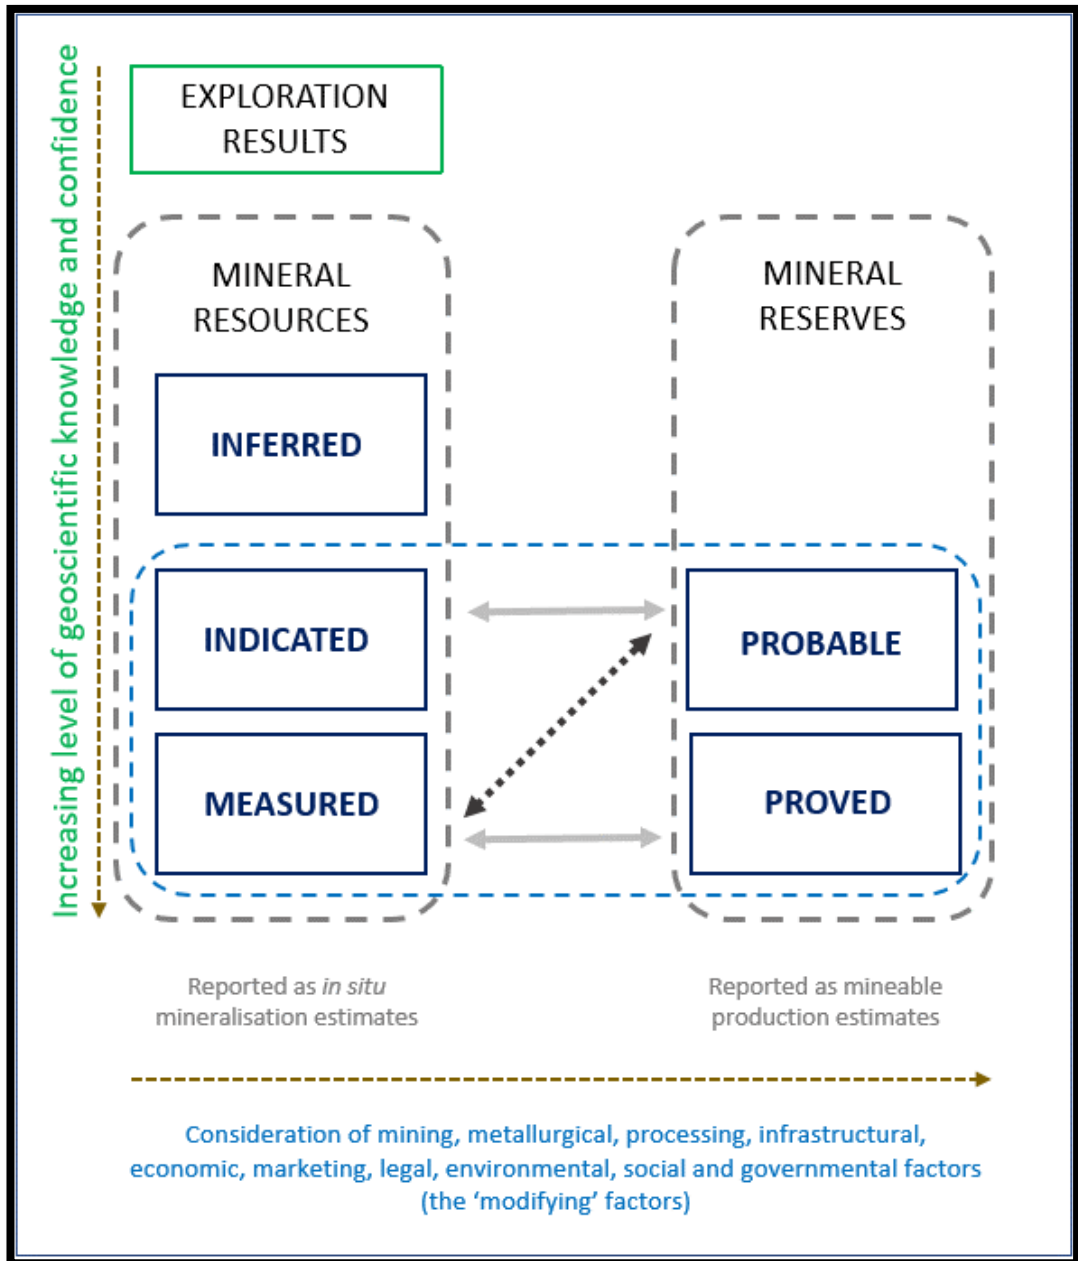 Increasing level of geoscientific knowledge and confidence
EXPLORATION
RESULTS
MINERAL
RESOURCES
MINERAL
RESERVES
INFERRED
INDICATED
PROBABLE
MEASURED
PROVED
Reported as in situ
mineralisation estimates
Reported as mineable
production estimates
Consideration of mining, metallurgical, processing, infrastructural,
economic, marketing, legal, environmental, social and governmental factors
(the ‘modifying’ factors)